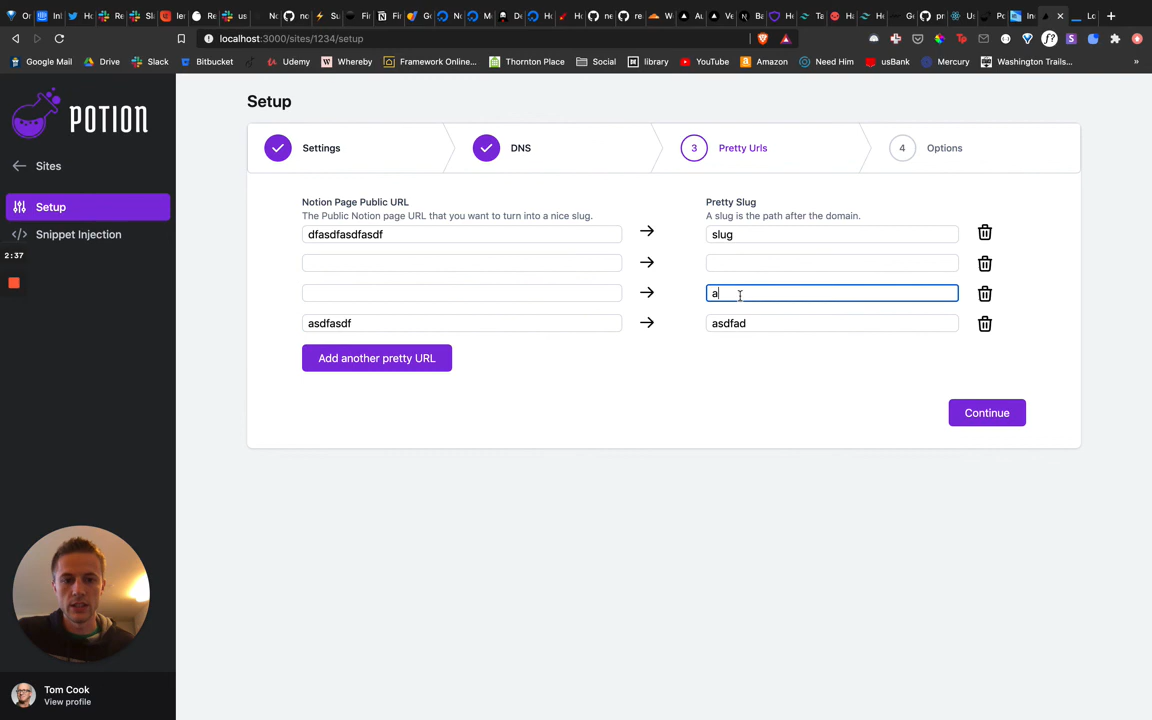 localhost:3000/sites/1234/setup
Google Mail
Drive
Slack
Bitbucket
Udemy
Whereby
Framework Online...
Thornton Place
Social
library
YouTube
Amazon
Need Him
usBank
Mercury
Washington Trails...
»
POTION
Sites
Setup
Snippet Injection
2:37
Setup
Settings
DNS
3
Pretty Urls
4
Options
Notion Page Public URL
The Public Notion page URL that you want to turn into a nice slug.
Pretty Slug
A slug is the path after the domain.
dfasdfasdfasdf
slug
a
asdfasdf
asdfad
Add another pretty URL
Continue
Tom Cook
View profile